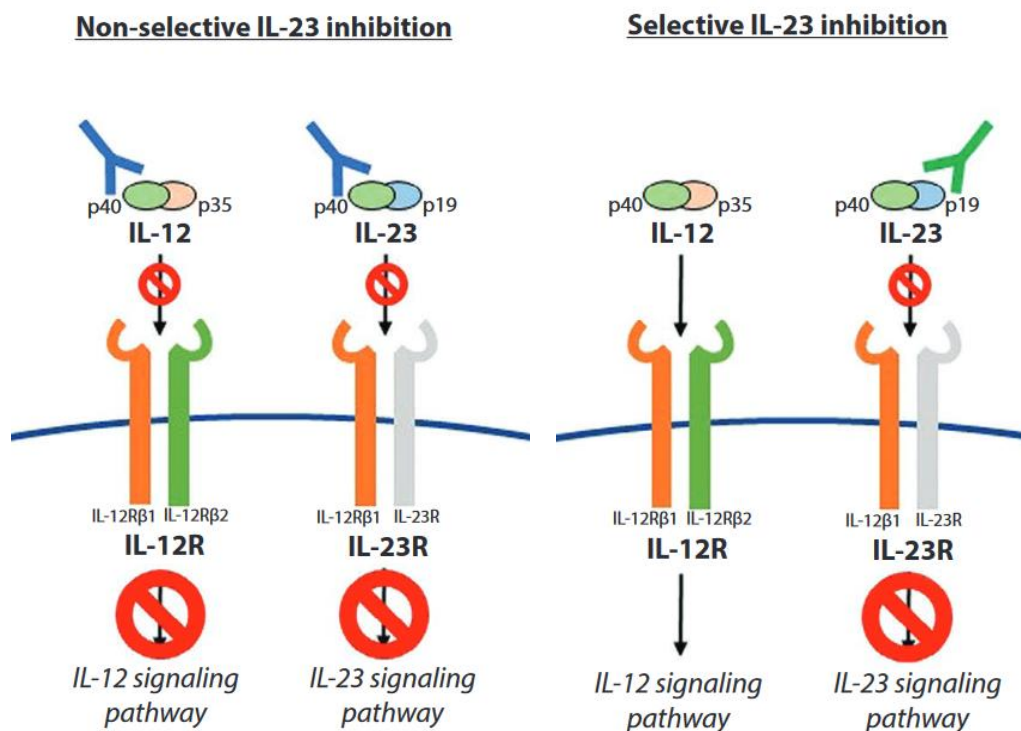 Non-selective IL-23 inhibition
Selective IL-23 inhibition
p40
p35
IL-12
p40
p19
IL-23
p40
p35
IL-12
p40
p19
IL-23
IL-12Rβ1
IL-12Rβ2
IL-12R
IL-12Rβ1
IL-23R
IL-23R
IL-12Rβ1
IL-12Rβ2
IL-12R
IL-12β1
IL-23R
IL-23R
IL-12 signaling
pathway
IL-23 signaling
pathway
IL-12 signaling
pathway
IL-23 signaling
pathway